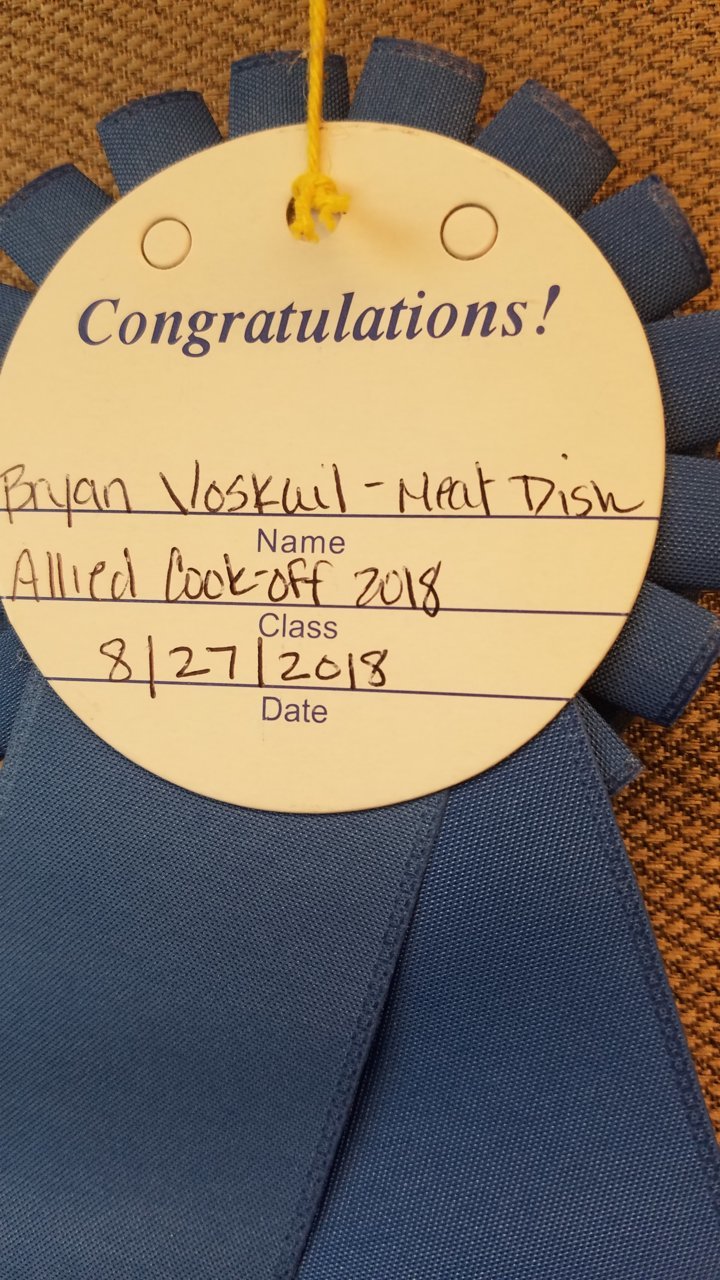 Congratulations!
Bryan Voskuil - Meat Dish
Name
Allied Cook-off 2018
Class
8/27/2018
Date